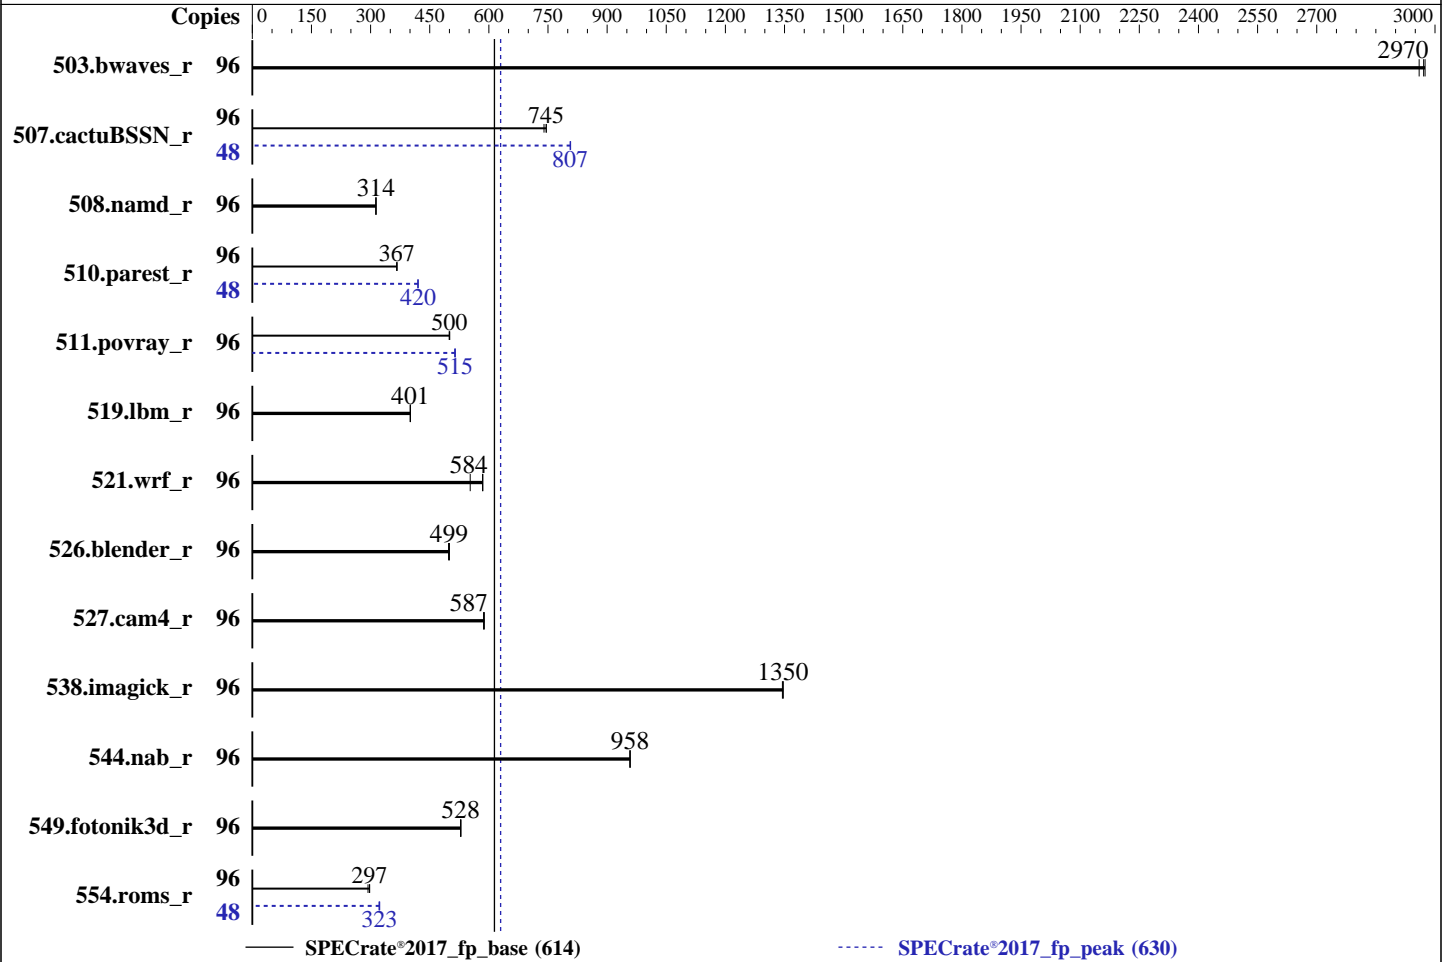 Copies 0 150 300 450 600 750 900 1050 1200 1350 1500 1650 1800 1950 2100 2250 2400 2550 2700 3000
503.bwaves_r 96 2970
507.cactuBSSN_r 96 745
48 807
508.namd_r 96 314
510.parest_r 96 367
48 420
511.povray_r 96 500
515
519.lbm_r 96 401
521.wrf_r 96 584
526.blender_r 96 499
527.cam4_r 96 587
538.imagick_r 96 1350
544.nab_r 96 958
549.fotonik3d_r 96 528
554.roms_r 96 297
48 323
SPECrate®2017_fp_base (614) SPECrate®2017_fp_peak (630)